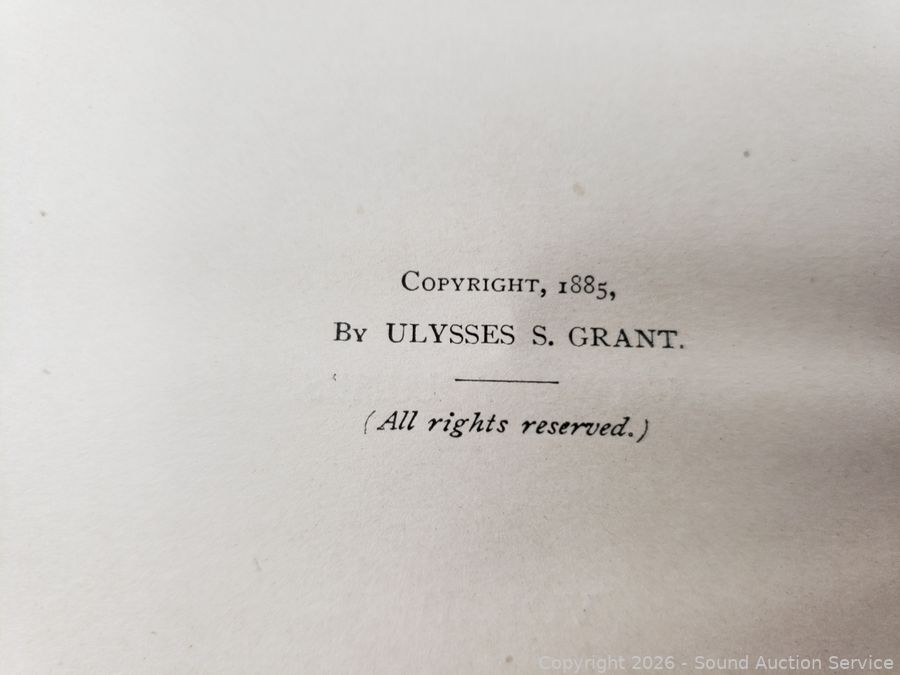 Copyright, 1885,
By ULYSSES S. GRANT.
(All rights reserved.)
Copyright 2026 - Sound Auction Service